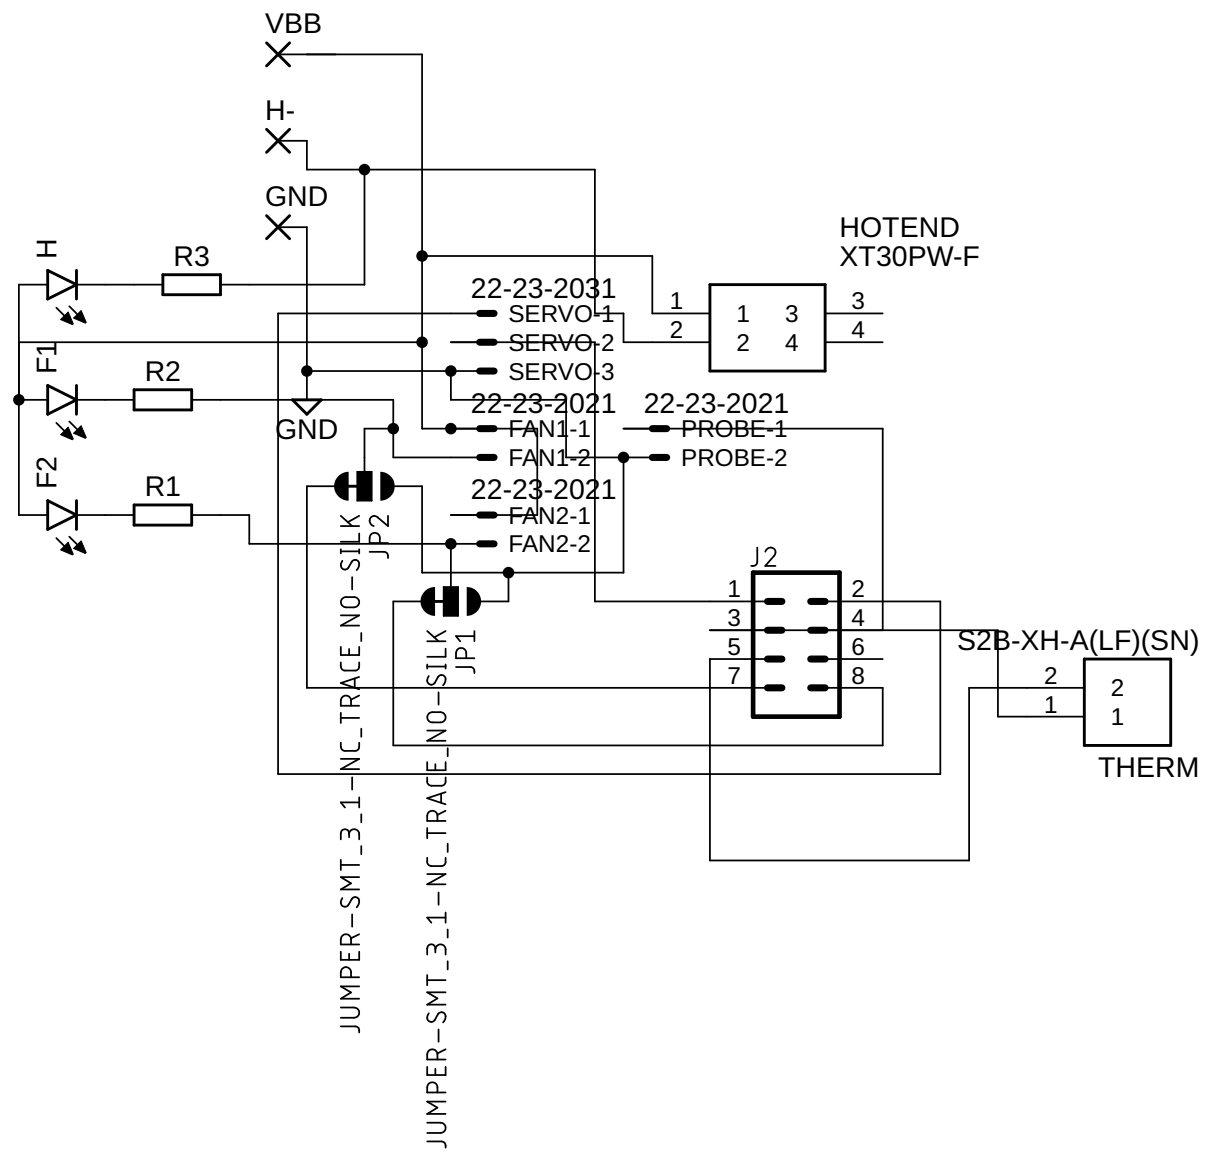 VBB
H-
GND
HOTEND
XT30PW-F
H
R3
22-23-2031
1
3
SERVO-1
1 3
2
4
SERVO-2
2 4
F1
R2
SERVO-3
22-23-2021
22-23-2021
GND
FAN1-1
PROBE-1
FAN1-2
PROBE-2
F2
R1
22-23-2021
FAN2-1
FAN2-2
JP2
JUMPER-SMT_3_1-NC_TRACE_NO-SILK
JP1
JUMPER-SMT_3_1-NC_TRACE_NO-SILK
J2
1 2
3 4
5 6
7 8
S2B-XH-A(LF)(SN)
2 2
1 1
THERM